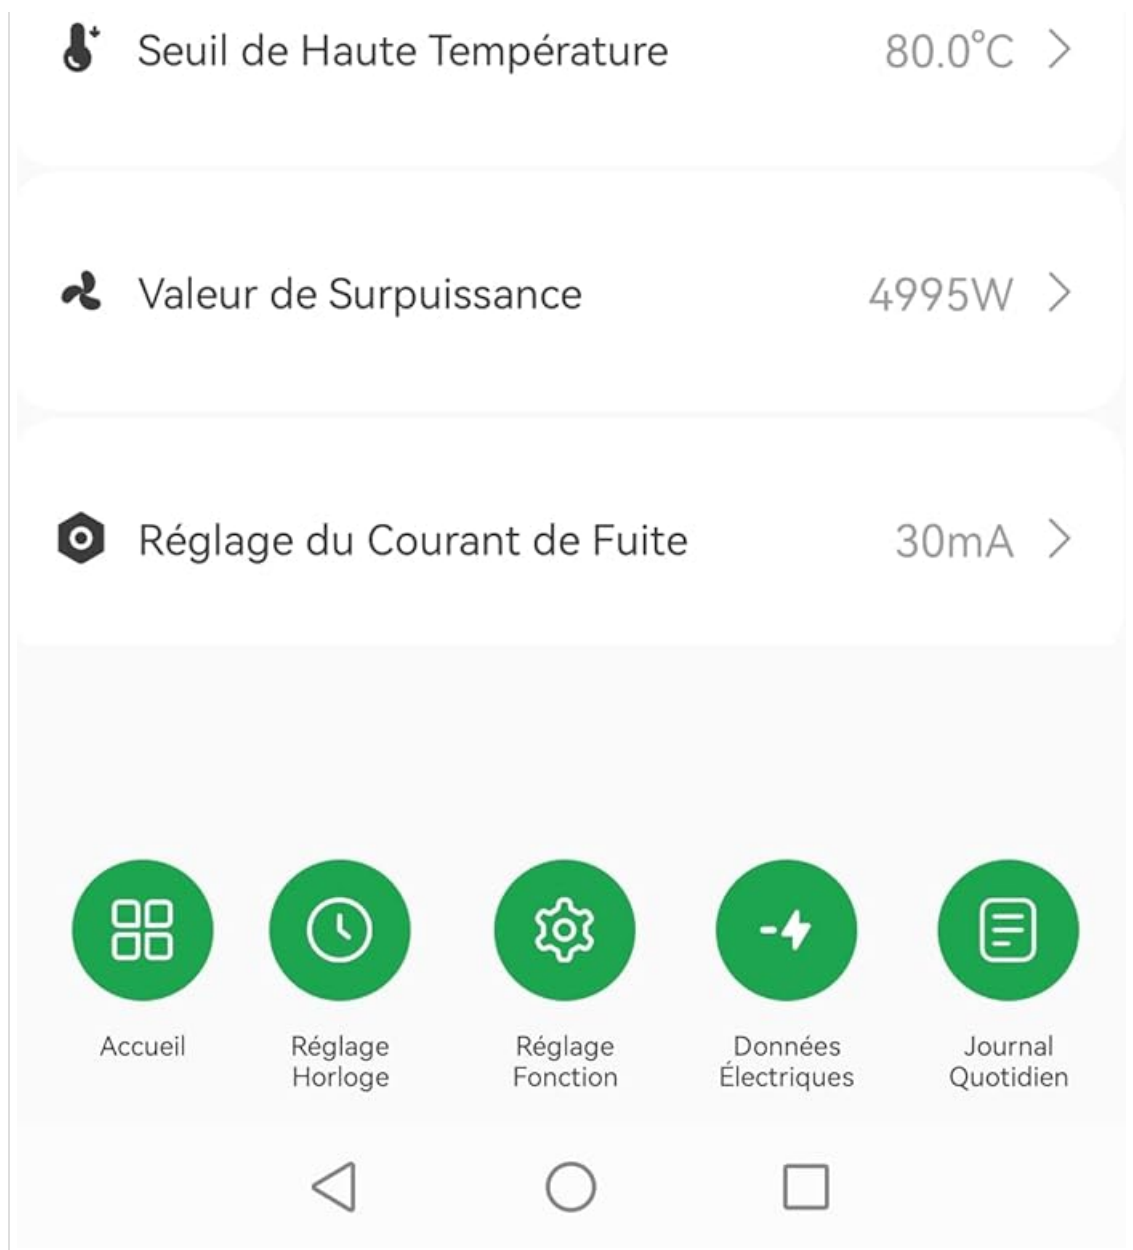 Seuil de Haute Température 80.0°C
Valeur de Surpuissance 4995W
Réglage du Courant de Fuite 30mA
Accueil
Réglage Horloge
Réglage Fonction
Données Électriques
Journal Quotidien